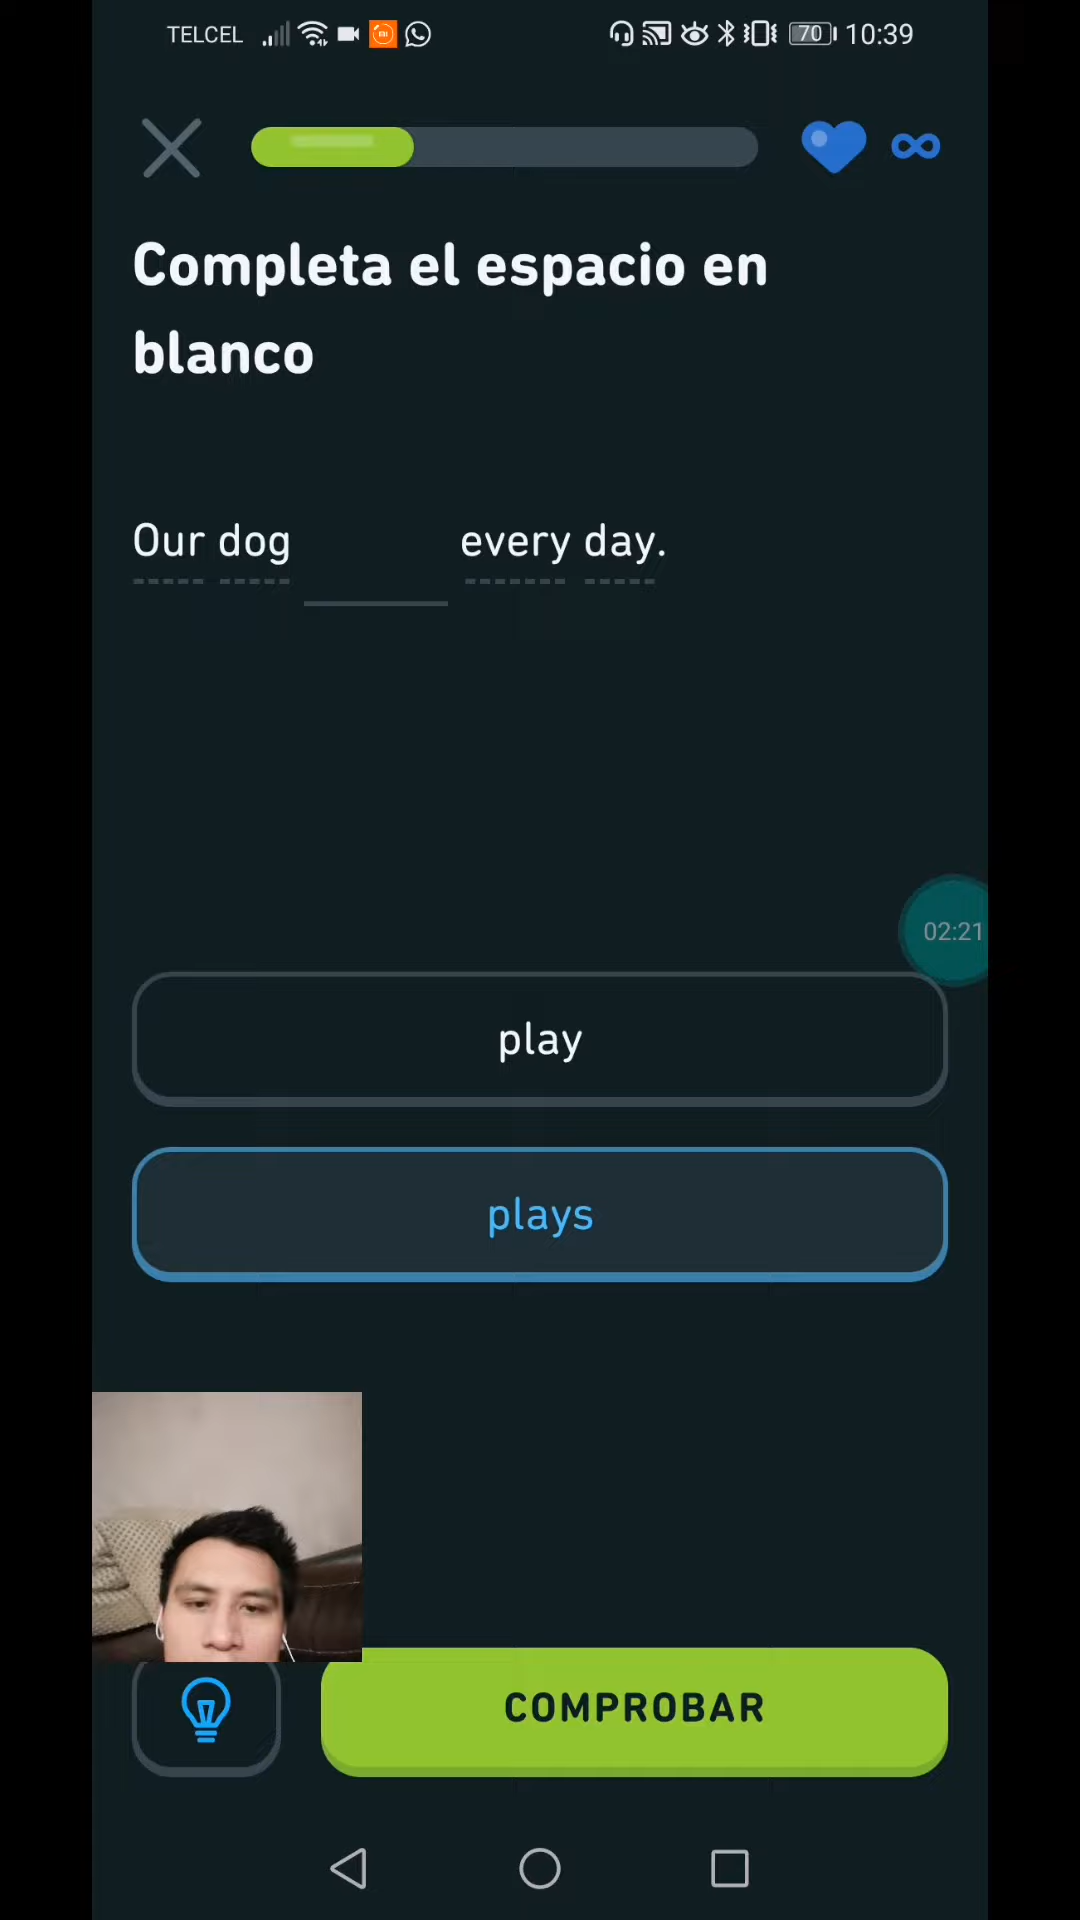 TELCEL 70 10:39
Completa el espacio en
blanco
Our dog every day.
02:21
play
plays
COMPROBAR